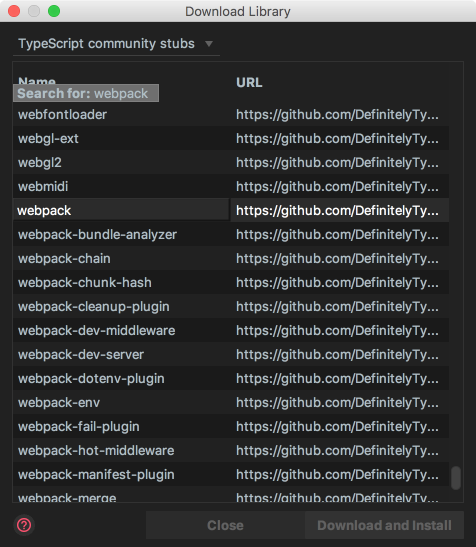 Download Library
TypeScript community stubs
Name URL
Search for: webpack
webfontloader https://github.com/DefinitelyTy...
webgl-ext https://github.com/DefinitelyTy...
webgl2 https://github.com/DefinitelyTy...
webmidi https://github.com/DefinitelyTy...
webpack https://github.com/DefinitelyTy...
webpack-bundle-analyzer https://github.com/DefinitelyTy...
webpack-chain https://github.com/DefinitelyTy...
webpack-chunk-hash https://github.com/DefinitelyTy...
webpack-cleanup-plugin https://github.com/DefinitelyTy...
webpack-dev-middleware https://github.com/DefinitelyTy...
webpack-dev-server https://github.com/DefinitelyTy...
webpack-dotenv-plugin https://github.com/DefinitelyTy...
webpack-env https://github.com/DefinitelyTy...
webpack-fail-plugin https://github.com/DefinitelyTy...
webpack-hot-middleware https://github.com/DefinitelyTy...
webpack-manifest-plugin https://github.com/DefinitelyTy...
webpack-merge https://github.com/DefinitelyTy...
? Close Download and Install